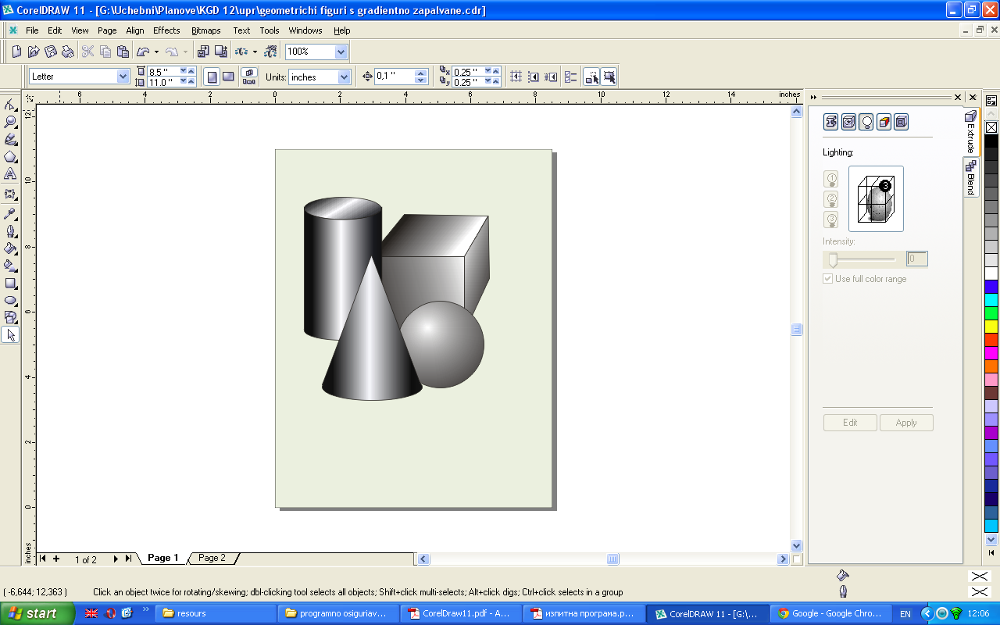 CorelDRAW 11 - [G:\Uchebni\Planove\KGD 12\upr\geometrichi figuri s gradientno zapalvane.cdr]
File Edit View Page Align Effects Bitmaps Text Tools Windows Help
100%
Letter 8.5 " 11.0 " Units: inches 0,1 " 0.25 " 0.25 "
6 4 2 0 2 4 6 8 10 12 14 inches
12 10 8 6 4 2 0 inches
Extrude
Blend
Lighting:
1
2
3
3
Intensity:
0
Use full color range
Edit Apply
1 of 2 Page 1 Page 2
( -6,644; 12,363 ) Click an object twice for rotating/skewing; dbl-clicking tool selects all objects; Shift+click multi-selects; Alt+click digs; Ctrl+click selects in a group
start resours programno osiguriav... CorelDraw11.pdf - A... изпитна програма.p... CorelDRAW 11 - [G:\... Google - Google Chro... EN 12:06